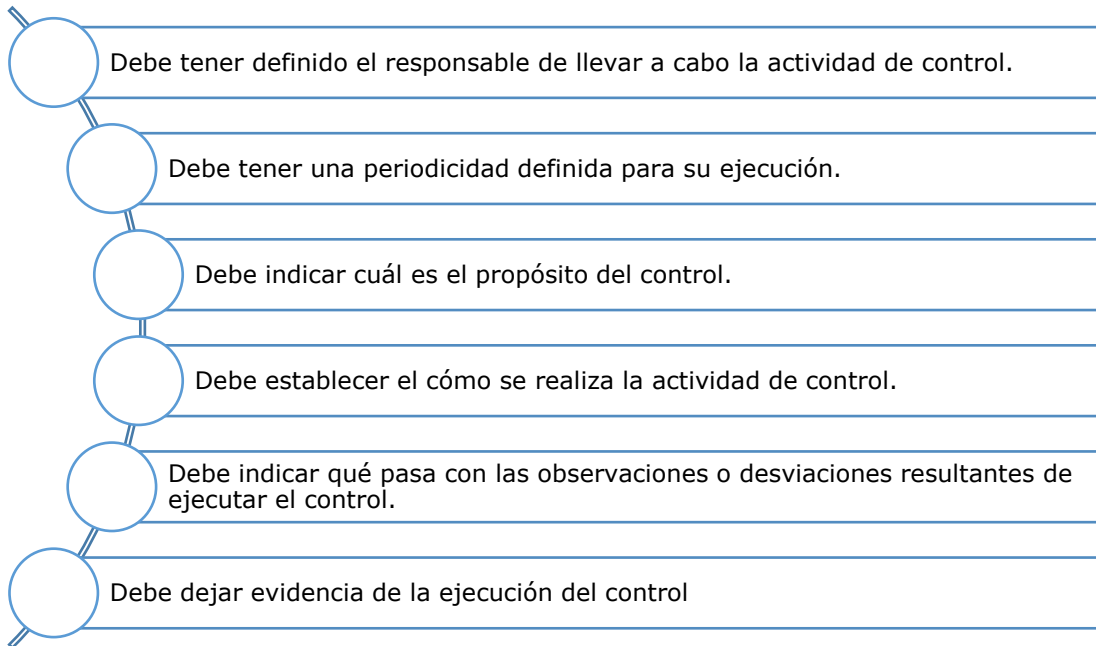 Debe tener definido el responsable de llevar a cabo la actividad de control.
Debe tener una periodicidad definida para su ejecución.
Debe indicar cuál es el propósito del control.
Debe establecer el cómo se realiza la actividad de control.
Debe indicar qué pasa con las observaciones o desviaciones resultantes de
ejecutar el control.
Debe dejar evidencia de la ejecución del control